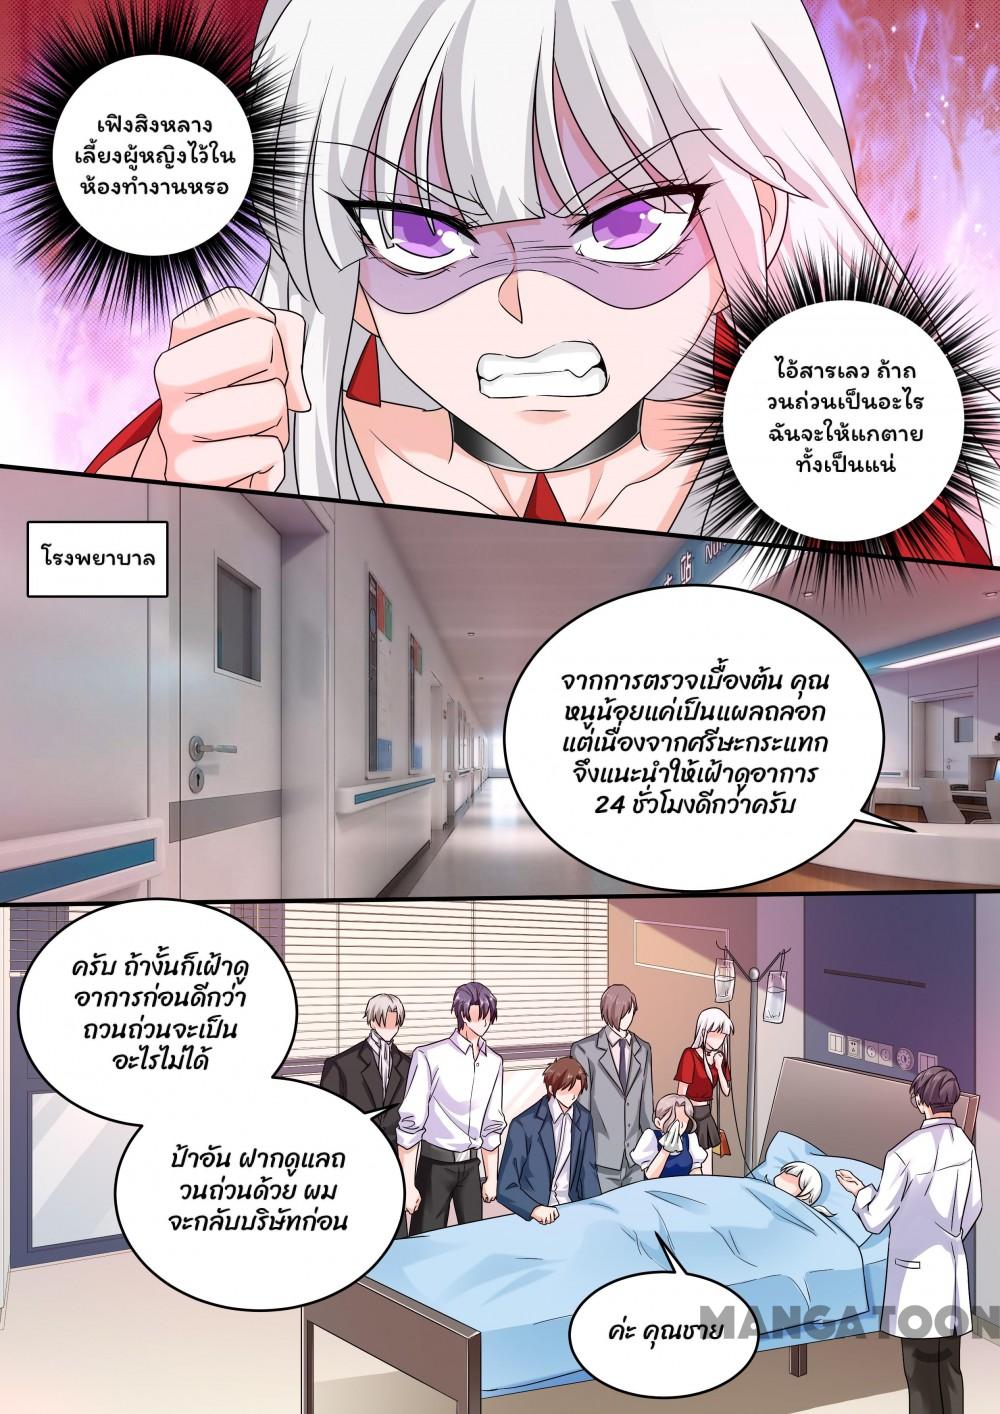 เฟิงสิงหลาง
เลี้ยงผู้หญิงไว้ใน
ห้องทำงานหรอ
ไอ้สารเลว ถ้าถ
วนถ่วนเป็นอะไร
ฉันจะให้แกตาย
ทั้งเป็นแน่
โรงพยาบาล
站
NUR
จากการตรวจเบื้องต้น คุณ
หนูน้อยแค่เป็นแผลถลอก
แต่เนื่องจากศรีษะกระแทก
จึงแนะนำให้เฝ้าดูอาการ
24 ชั่วโมงดีกว่าครับ
ครับ ถ้างั้นก็เฝ้าดู
อาการก่อนดีกว่า
ถวนถ่วนจะเป็น
อะไรไม่ได้
ป้าอัน ฝากดูแลถ
วนถ่วนด้วย ผม
จะกลับบริษัทก่อน
ค่ะ คุณชาย
MANGATOON